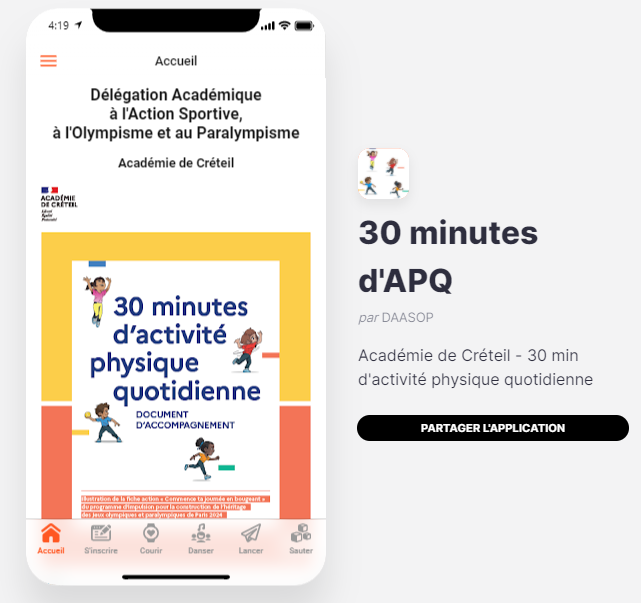 4:19
Accueil
Délégation Académique
à l'Action Sportive,
à l'Olympisme et au Paralympisme
Académie de Créteil
ACADÉMIE
DE CRÉTEIL
Liberté
Égalité
Fraternité
30 minutes
d'activité
physique
quotidienne
DOCUMENT
D'ACCOMPAGNEMENT
Illustration de la fiche action « Commence ta journée en bougeant »
du programme d'impulsion pour la construction de l'héritage
des jeux olympiques et paralympiques de Paris 2024
Accueil S'inscrire Courir Danser Lancer Sauter
30 minutes
d'APQ
par DAASOP
Académie de Créteil - 30 min
d'activité physique quotidienne
PARTAGER L'APPLICATION